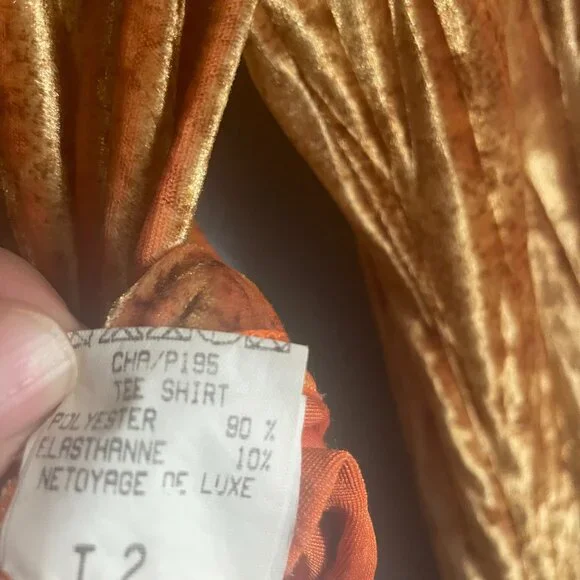 CHA/P195
TEE SHIRT
POLYESTER 90 %
ELASTHANNE 10%
NETOYAGE DE LUXE
T 2